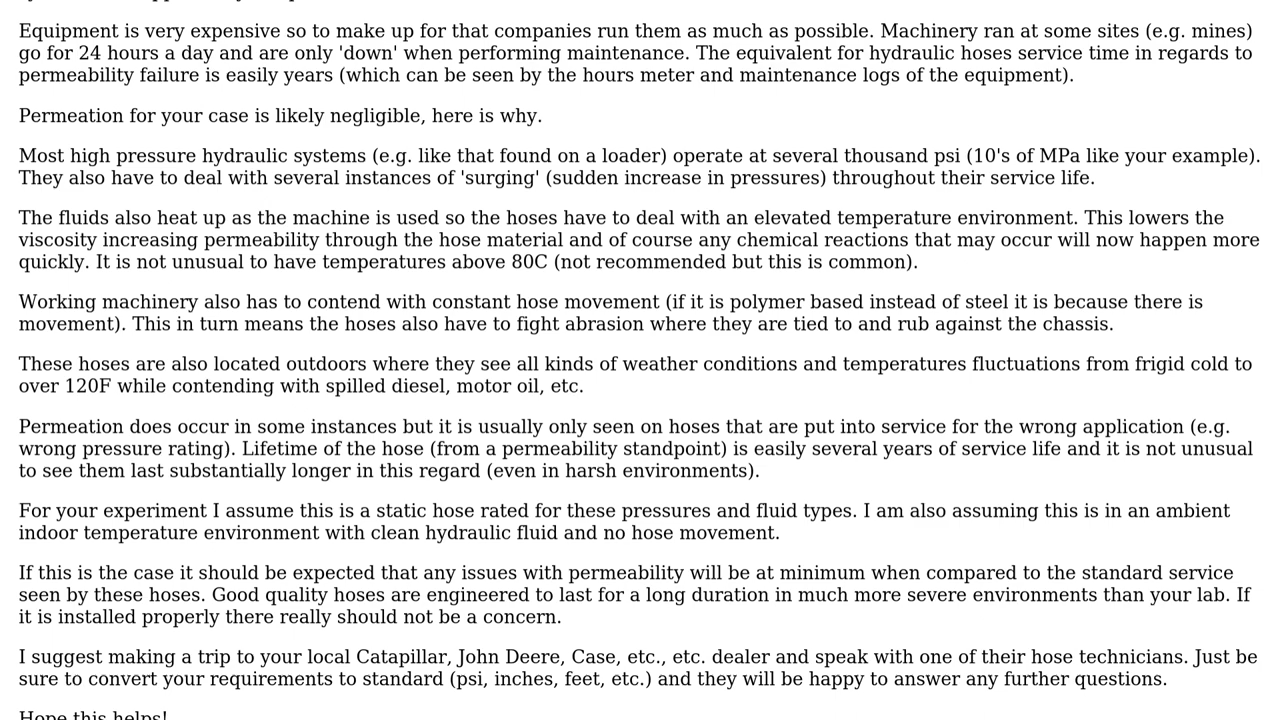 Equipment is very expensive so to make up for that companies run them as much as possible. Machinery ran at some sites (e.g. mines)
go for 24 hours a day and are only 'down' when performing maintenance. The equivalent for hydraulic hoses service time in regards to
permeability failure is easily years (which can be seen by the hours meter and maintenance logs of the equipment).
Permeation for your case is likely negligible, here is why.
Most high pressure hydraulic systems (e.g. like that found on a loader) operate at several thousand psi (10's of MPa like your example).
They also have to deal with several instances of 'surging' (sudden increase in pressures) throughout their service life.
The fluids also heat up as the machine is used so the hoses have to deal with an elevated temperature environment. This lowers the
viscosity increasing permeability through the hose material and of course any chemical reactions that may occur will now happen more
quickly. It is not unusual to have temperatures above 80C (not recommended but this is common).
Working machinery also has to contend with constant hose movement (if it is polymer based instead of steel it is because there is
movement). This in turn means the hoses also have to fight abrasion where they are tied to and rub against the chassis.
These hoses are also located outdoors where they see all kinds of weather conditions and temperatures fluctuations from frigid cold to
over 120F while contending with spilled diesel, motor oil, etc.
Permeation does occur in some instances but it is usually only seen on hoses that are put into service for the wrong application (e.g.
wrong pressure rating). Lifetime of the hose (from a permeability standpoint) is easily several years of service life and it is not unusual
to see them last substantially longer in this regard (even in harsh environments).
For your experiment I assume this is a static hose rated for these pressures and fluid types. I am also assuming this is in an ambient
indoor temperature environment with clean hydraulic fluid and no hose movement.
If this is the case it should be expected that any issues with permeability will be at minimum when compared to the standard service
seen by these hoses. Good quality hoses are engineered to last for a long duration in much more severe environments than your lab. If
it is installed properly there really should not be a concern.
I suggest making a trip to your local Catapillar, John Deere, Case, etc., etc. dealer and speak with one of their hose technicians. Just be
sure to convert your requirements to standard (psi, inches, feet, etc.) and they will be happy to answer any further questions.
Hope this helps!